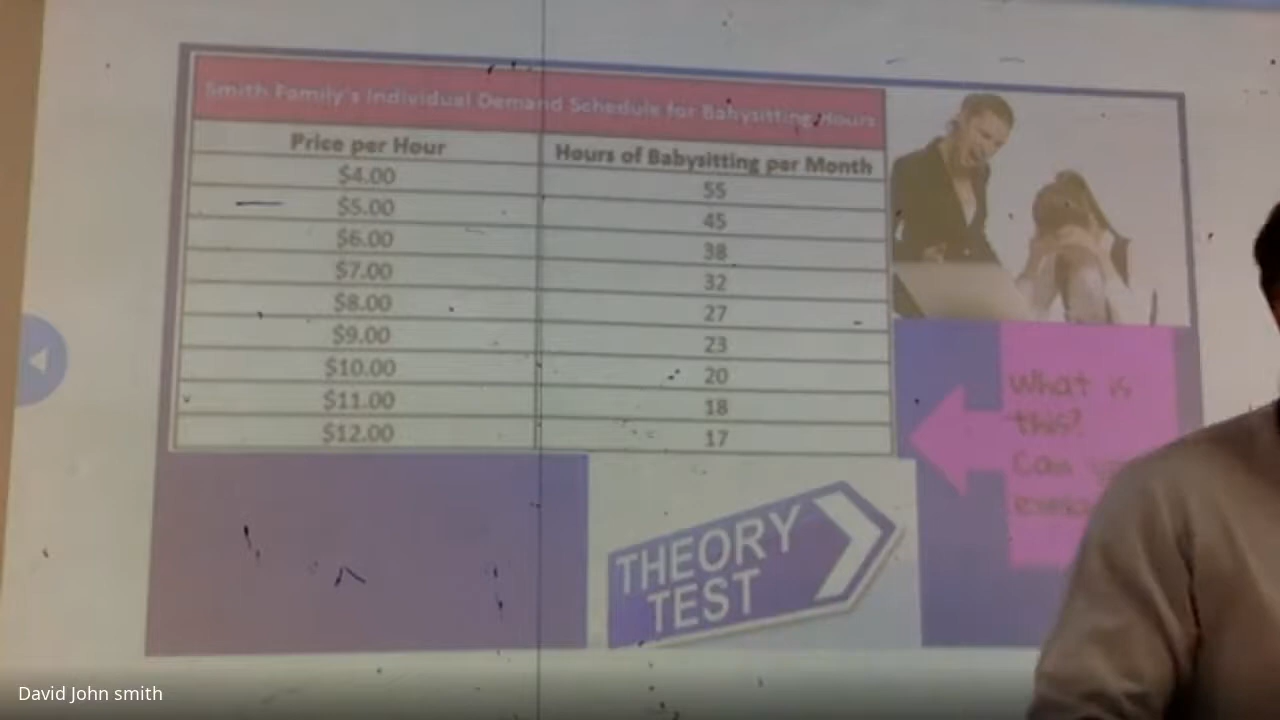 Smith Family's Individual Demand Schedule for Babysitting Hours
Price per Hour Hours of Babysitting per Month
$4.00 55
$5.00 45
$6.00 38
$7.00 32
$8.00 27
$9.00 23
$10.00 20
$11.00 18
$12.00 17
What is
this?
Can
THEORY
TEST
David John smith